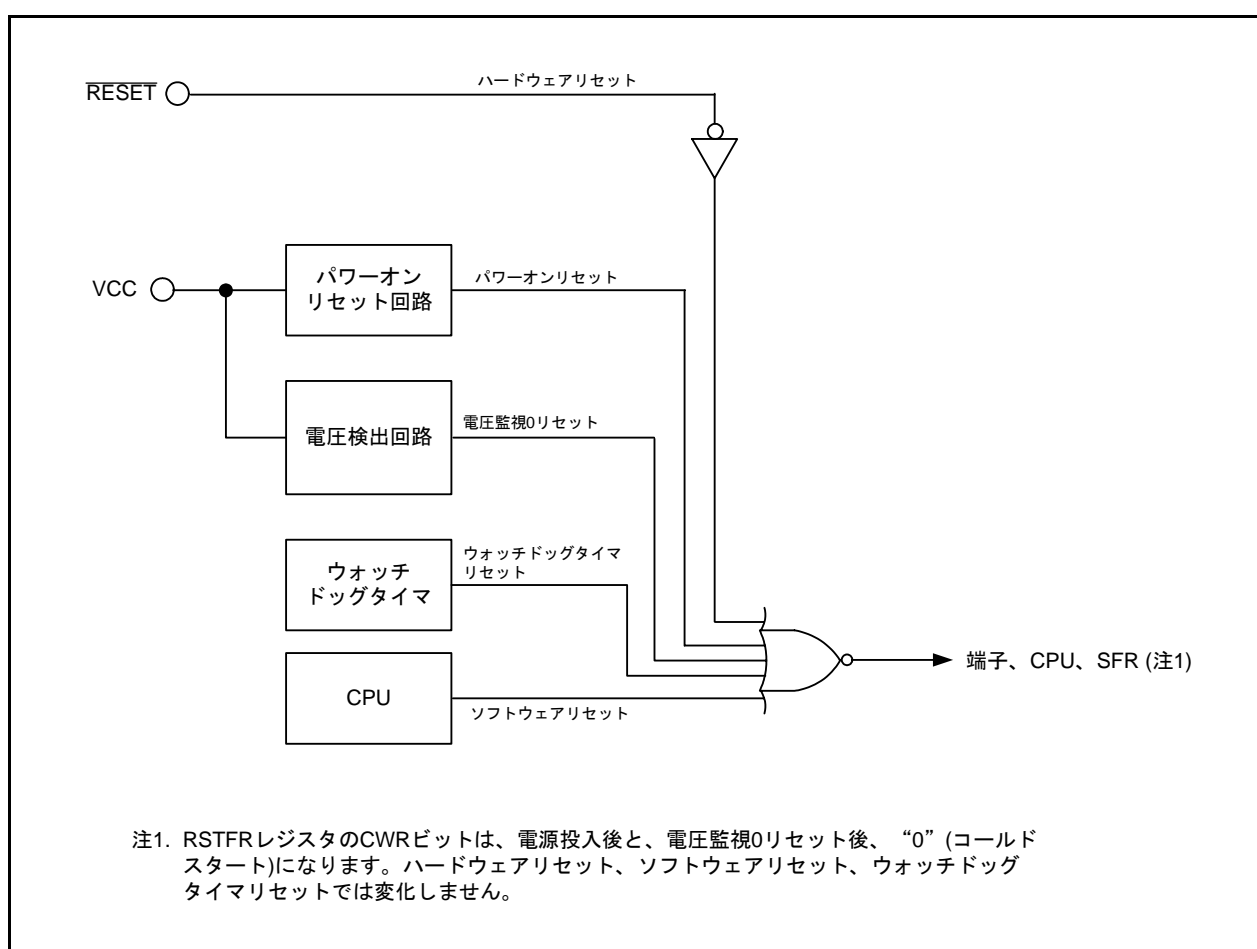 ハードウェアリセット
RESET
パワーオン
リセット回路
パワーオンリセット
VCC
電圧検出回路
電圧監視0リセット
ウォッチ
ドッグタイマ
ウォッチドッグタイマ
リセット
CPU
ソフトウェアリセット
端子、CPU、SFR (注1)
注1. RSTFRレジスタのCWRビットは、電源投入後と、電圧監視0リセット後、“0”(コールド
スタート)になります。ハードウェアリセット、ソフトウェアリセット、ウォッチドッグ
タイマリセットでは変化しません。